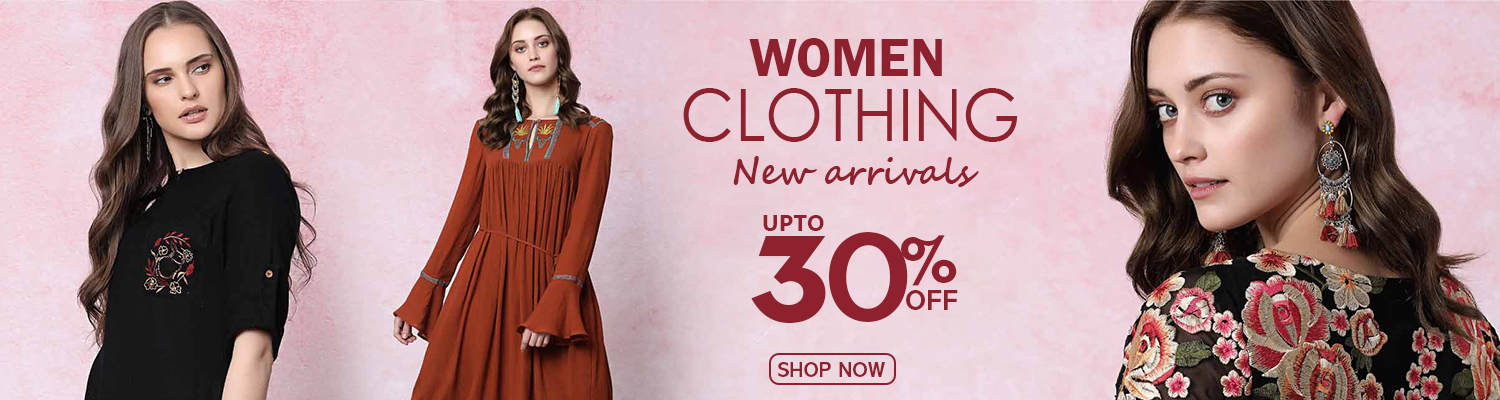 WOMEN
CLOTHING
New arrivals
UPTO
30%
OFF
SHOP NOW